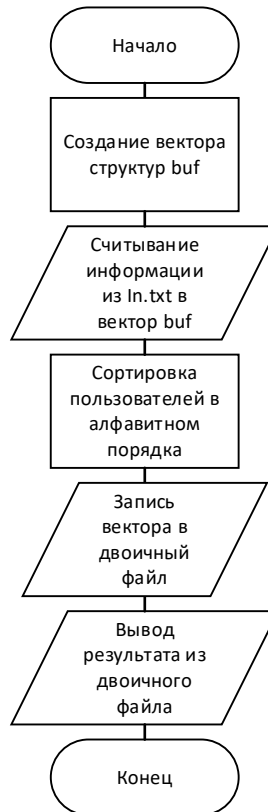 Начало
Создание вектора
структур buf
Считывание
информации
из In.txt в
вектор buf
Сортировка
пользователей в
алфавитном
порядка
Запись
вектора в
двоичный
файл
Вывод
результата из
двоичного
файла
Конец